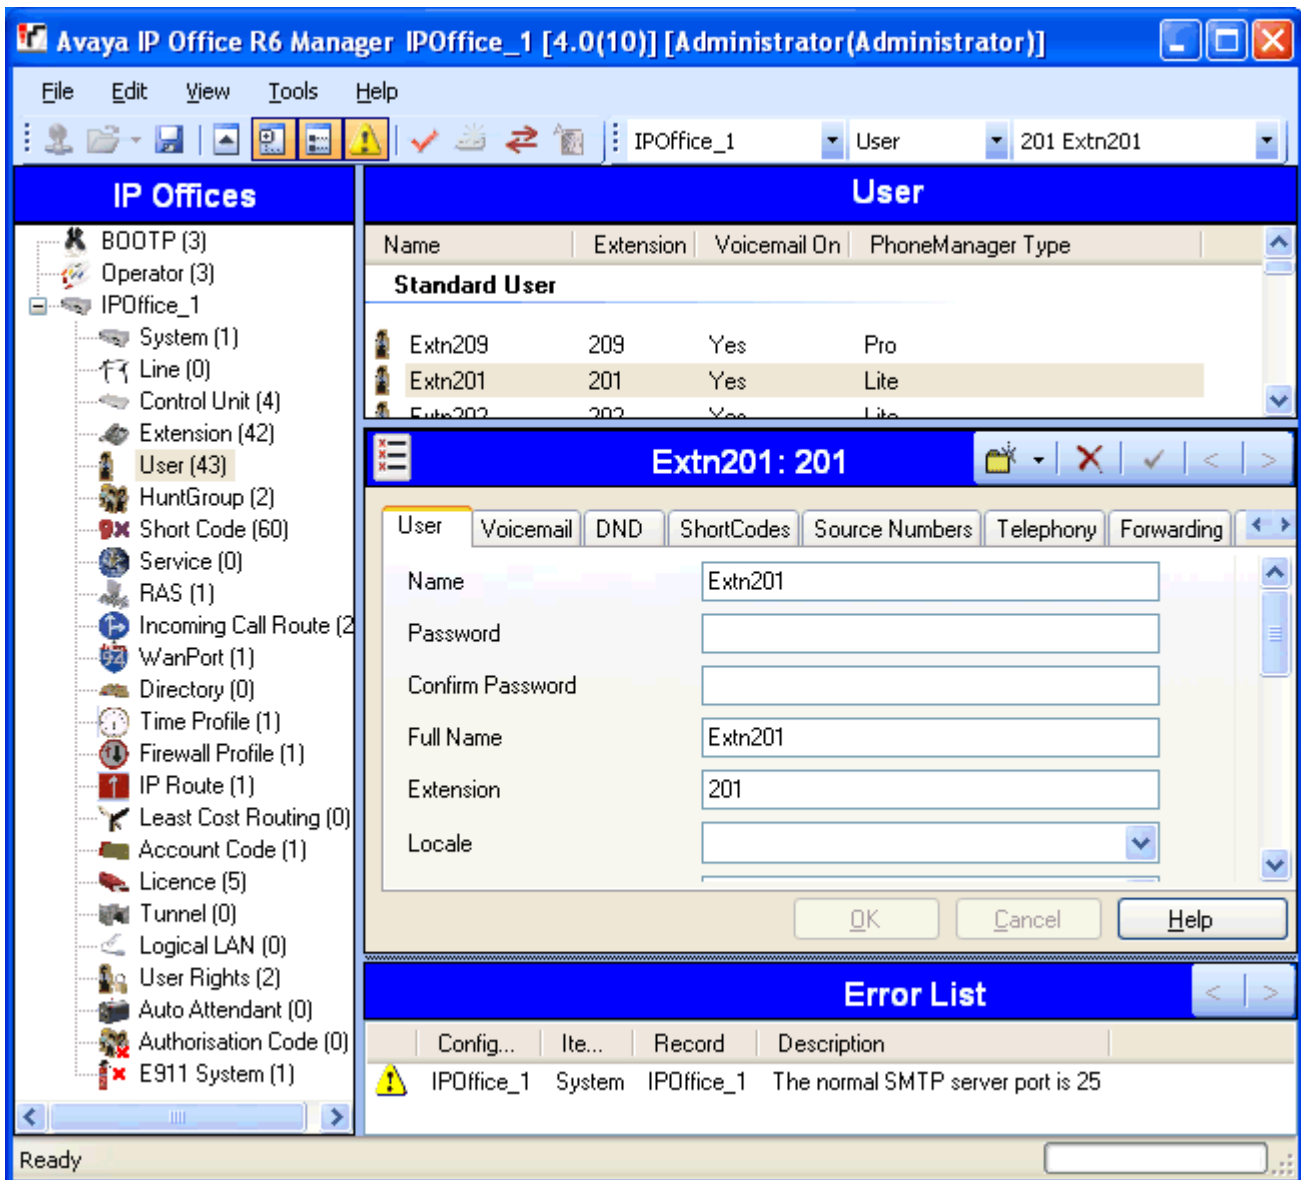 Avaya IP Office R6 Manager IPOffice_1 [4.0(10)] [Administrator(Administrator)]
File Edit View Tools Help
IPOffice_1 User 201 Extn201
IP Offices
BOOTP (3)
Operator (3)
IPOffice_1
System (1)
Line (0)
Control Unit (4)
Extension (42)
User (43)
HuntGroup (2)
Short Code (60)
Service (0)
RAS (1)
Incoming Call Route (2
WanPort (1)
Directory (0)
Time Profile (1)
Firewall Profile (1)
IP Route (1)
Least Cost Routing (0)
Account Code (1)
Licence (5)
Tunnel (0)
Logical LAN (0)
User Rights (2)
Auto Attendant (0)
Authorisation Code (0)
E911 System (1)
User
Name Extension Voicemail On PhoneManager Type
Standard User
Extn209 209 Yes Pro
Extn201 201 Yes Lite
Extn202 202 Yes Lite
Extn201: 201
User Voicemail DND ShortCodes Source Numbers Telephony Forwarding
Name Extn201
Password
Confirm Password
Full Name Extn201
Extension 201
Locale
OK Cancel Help
Error List
Config... Ite... Record Description
IPOffice_1 System IPOffice_1 The normal SMTP server port is 25
Ready